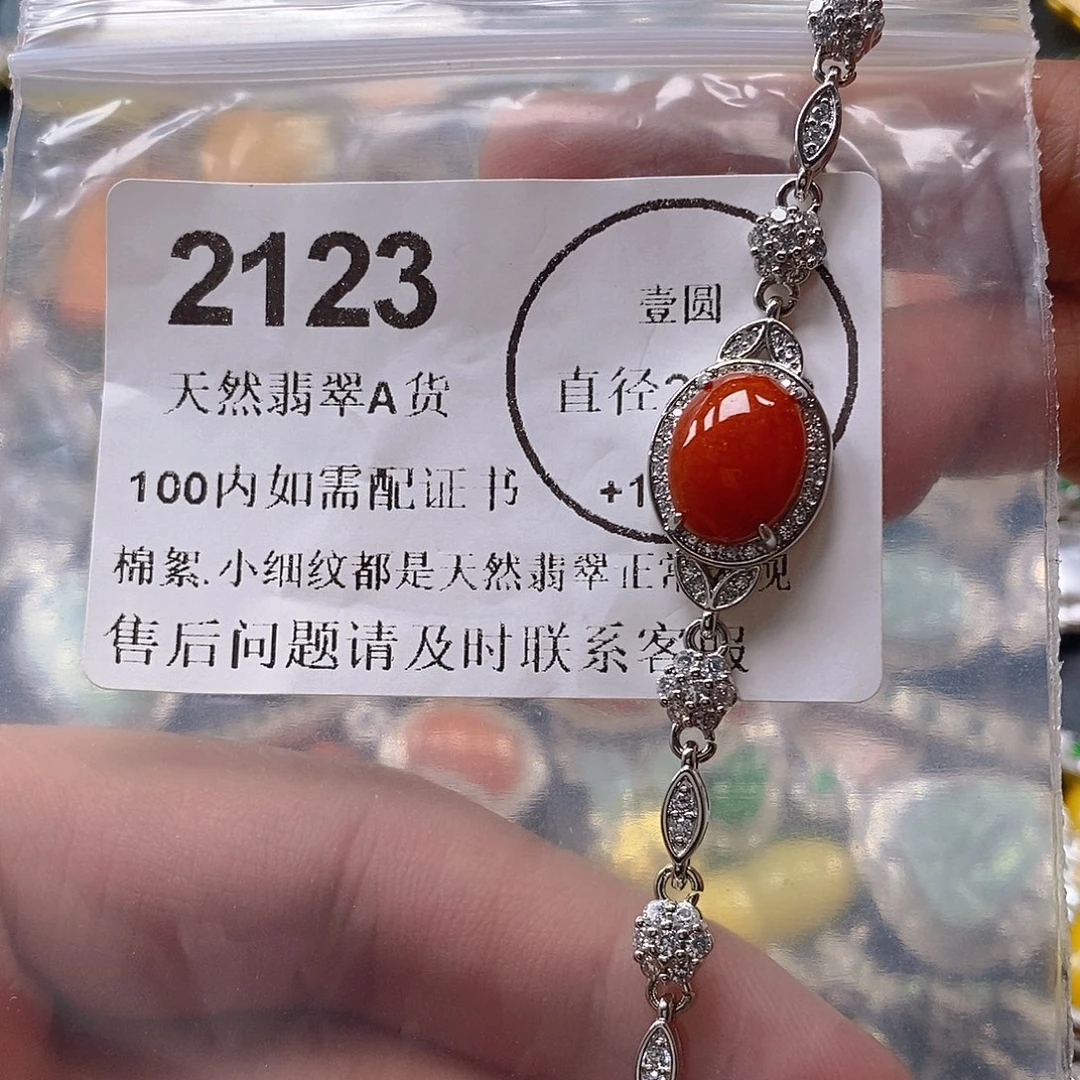 2123
壹圆
天然翡翠A货
直径2
100内如需配证书 +1
棉絮.小细纹都是天然翡翠正常
售后问题请及时联系客服